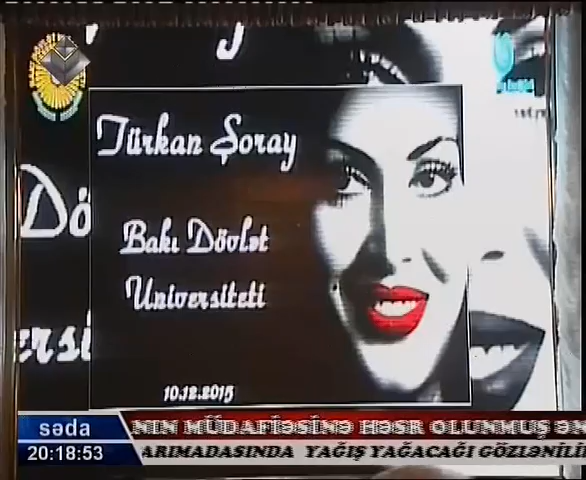 Türkan Şoray
Bakı Dövlət
Universiteti
10.12.2015
Dö
ersi
səda
20:18:53
NIN MÜDAFİƏSİNƏ HƏSR OLUNMUŞ ƏN
ARIMADASINDA YAĞIŞ YAĞACAĞI GÖZLƏNİLİ